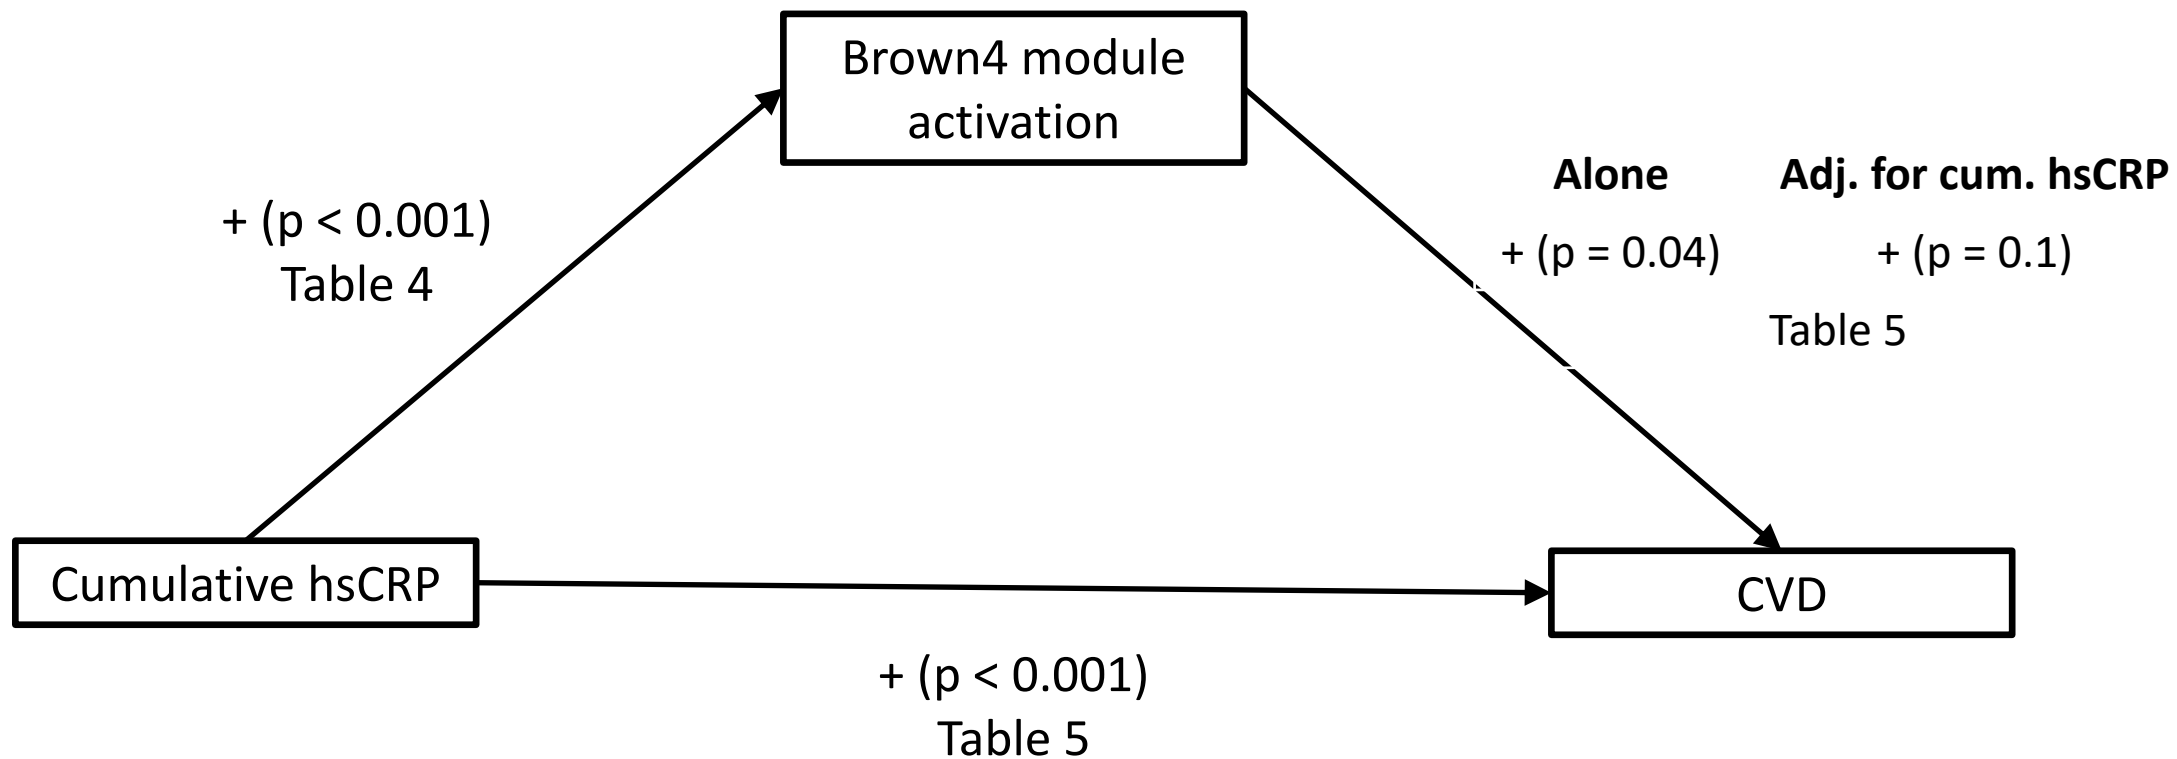 Brown4 module
activation
Alone
Adj. for cum. hsCRP
+ (p < 0.001)
Table 4
+ (p = 0.04)
+ (p = 0.1)
Table 5
Cumulative hsCRP
CVD
+ (p < 0.001)
Table 5